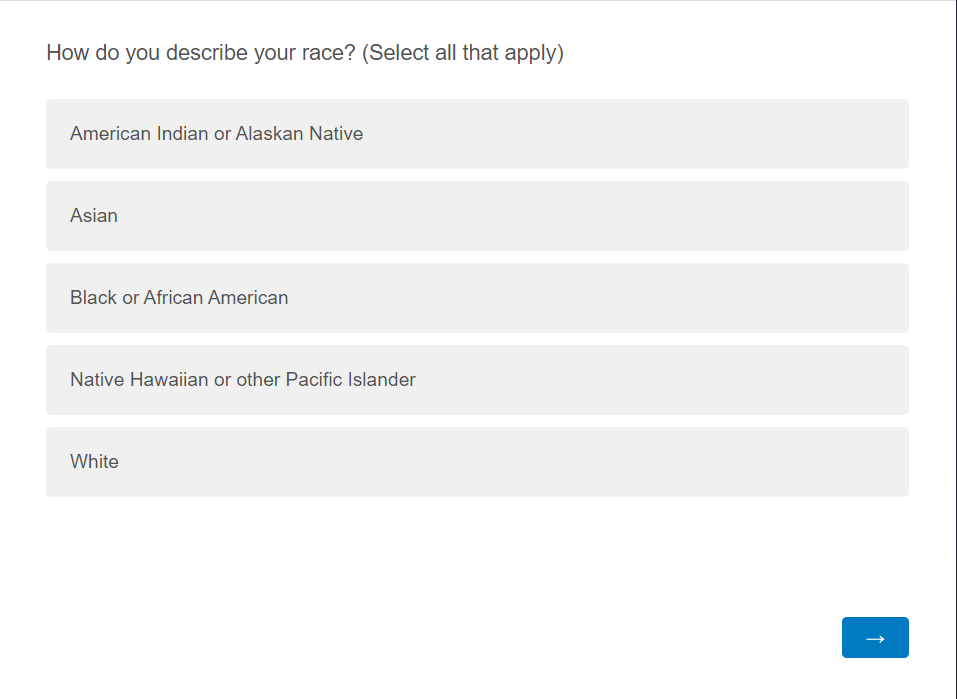 How do you describe your race? (Select all that apply)
American Indian or Alaskan Native
Asian
Black or African American
Native Hawaiian or other Pacific Islander
White
→